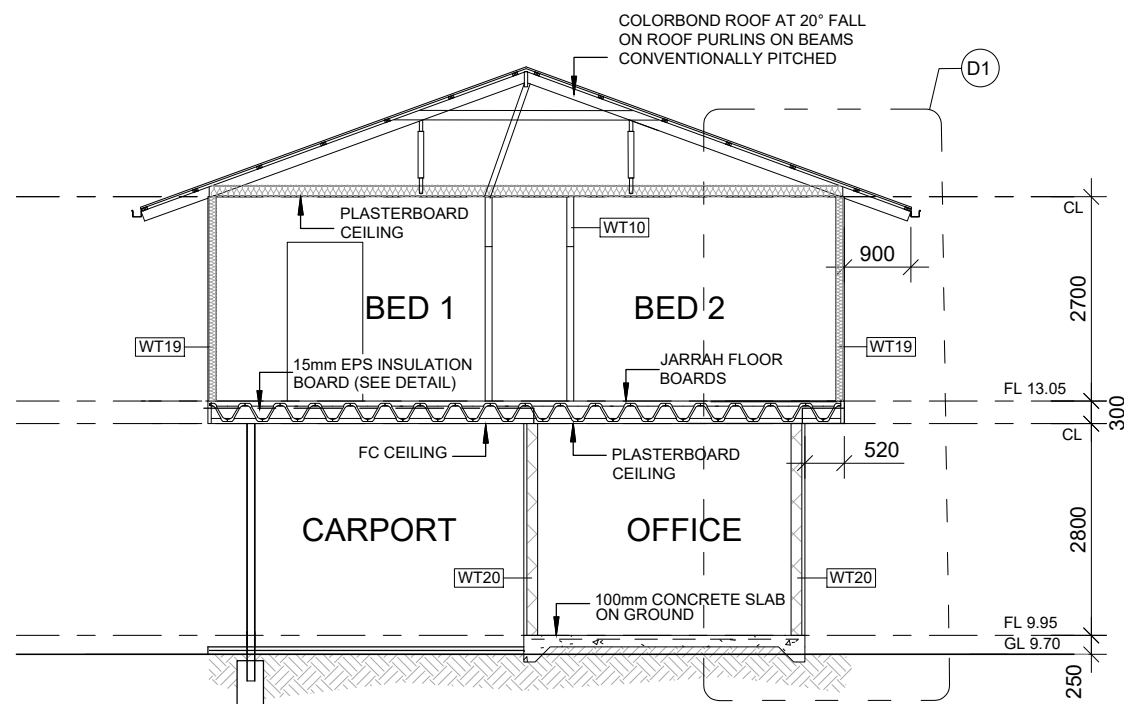 COLORBOND ROOF AT 20° FALL
ON ROOF PURLINS ON BEAMS
CONVENTIONALLY PITCHED
D1
CL
PLASTERBOARD
CEILING
WT10
900
2700
BED 1
BED 2
WT19
15mm EPS INSULATION
BOARD (SEE DETAIL)
JARRAH FLOOR
BOARDS
WT19
FL 13.05
300
CL
FC CEILING
PLASTERBOARD
CEILING
520
CARPORT
OFFICE
2800
WT20
WT20
100mm CONCRETE SLAB
ON GROUND
FL 9.95
GL 9.70
250